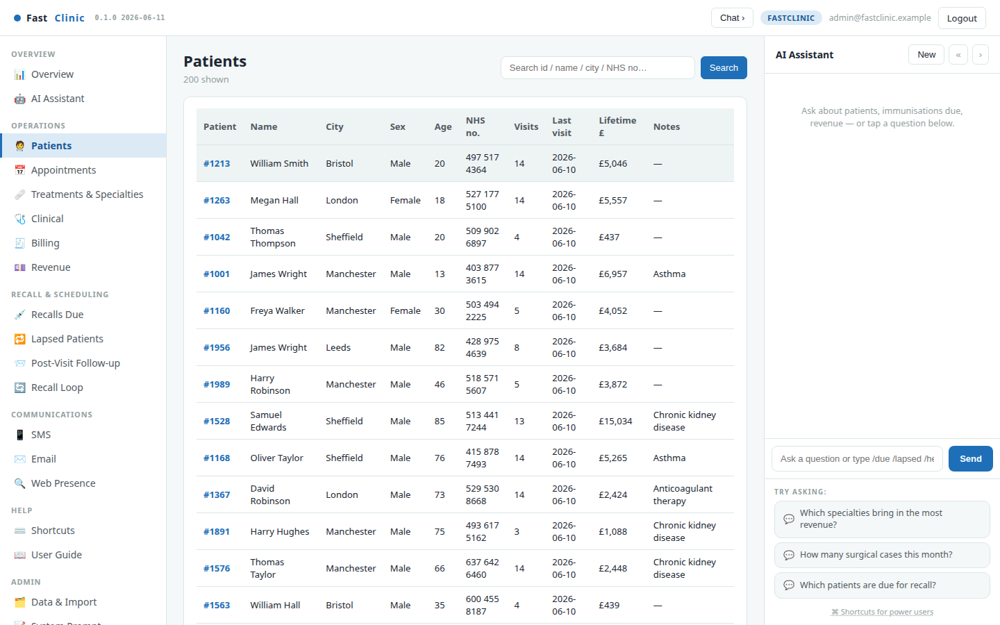 Fast Clinic 0.1.0 2026-06-11
Chat › FASTCLINIC admin@fastclinic.example Logout
OVERVIEW
Overview
AI Assistant
OPERATIONS
Patients
Appointments
Treatments & Specialties
Clinical
Billing
Revenue
RECALL & SCHEDULING
Recalls Due
Lapsed Patients
Post-Visit Follow-up
Recall Loop
COMMUNICATIONS
SMS
Email
Web Presence
HELP
Shortcuts
User Guide
ADMIN
Data & Import
System Prompt
Patients
200 shown
Search id / name / city / NHS no…
Search
Patient Name City Sex Age NHS no. Visits Last visit Lifetime £ Notes
#1213 William Smith Bristol Male 20 497 517 4364 14 2026-06-10 £5,046 —
#1263 Megan Hall London Female 18 527 177 5100 14 2026-06-10 £5,557 —
#1042 Thomas Thompson Sheffield Male 20 509 902 6897 4 2026-06-10 £437 —
#1001 James Wright Manchester Male 13 403 877 3615 14 2026-06-10 £6,957 Asthma
#1160 Freya Walker Manchester Female 30 503 494 2225 5 2026-06-10 £4,052 —
#1956 James Wright Leeds Male 82 428 975 4639 8 2026-06-10 £3,684 —
#1989 Harry Robinson Manchester Male 46 518 571 5607 5 2026-06-10 £3,872 —
#1528 Samuel Edwards Sheffield Male 85 513 441 7244 13 2026-06-10 £15,034 Chronic kidney disease
#1168 Oliver Taylor Sheffield Male 76 415 878 7493 14 2026-06-10 £5,265 Asthma
#1367 David Robinson London Male 73 529 530 8668 14 2026-06-10 £2,424 Anticoagulant therapy
#1891 Harry Hughes Manchester Male 75 493 617 5162 3 2026-06-10 £1,088 Chronic kidney disease
#1576 Thomas Taylor Manchester Male 66 637 642 6460 14 2026-06-10 £2,448 Chronic kidney disease
#1563 William Hall Bristol Male 35 600 455 8187 4 2026-06-10 £439 —
AI Assistant New « ›
Ask about patients, immunisations due,
revenue — or tap a question below.
Ask a question or type /due /lapsed /he
Send
TRY ASKING:
Which specialties bring in the most
revenue?
How many surgical cases this month?
Which patients are due for recall?
⌘ Shortcuts for power users